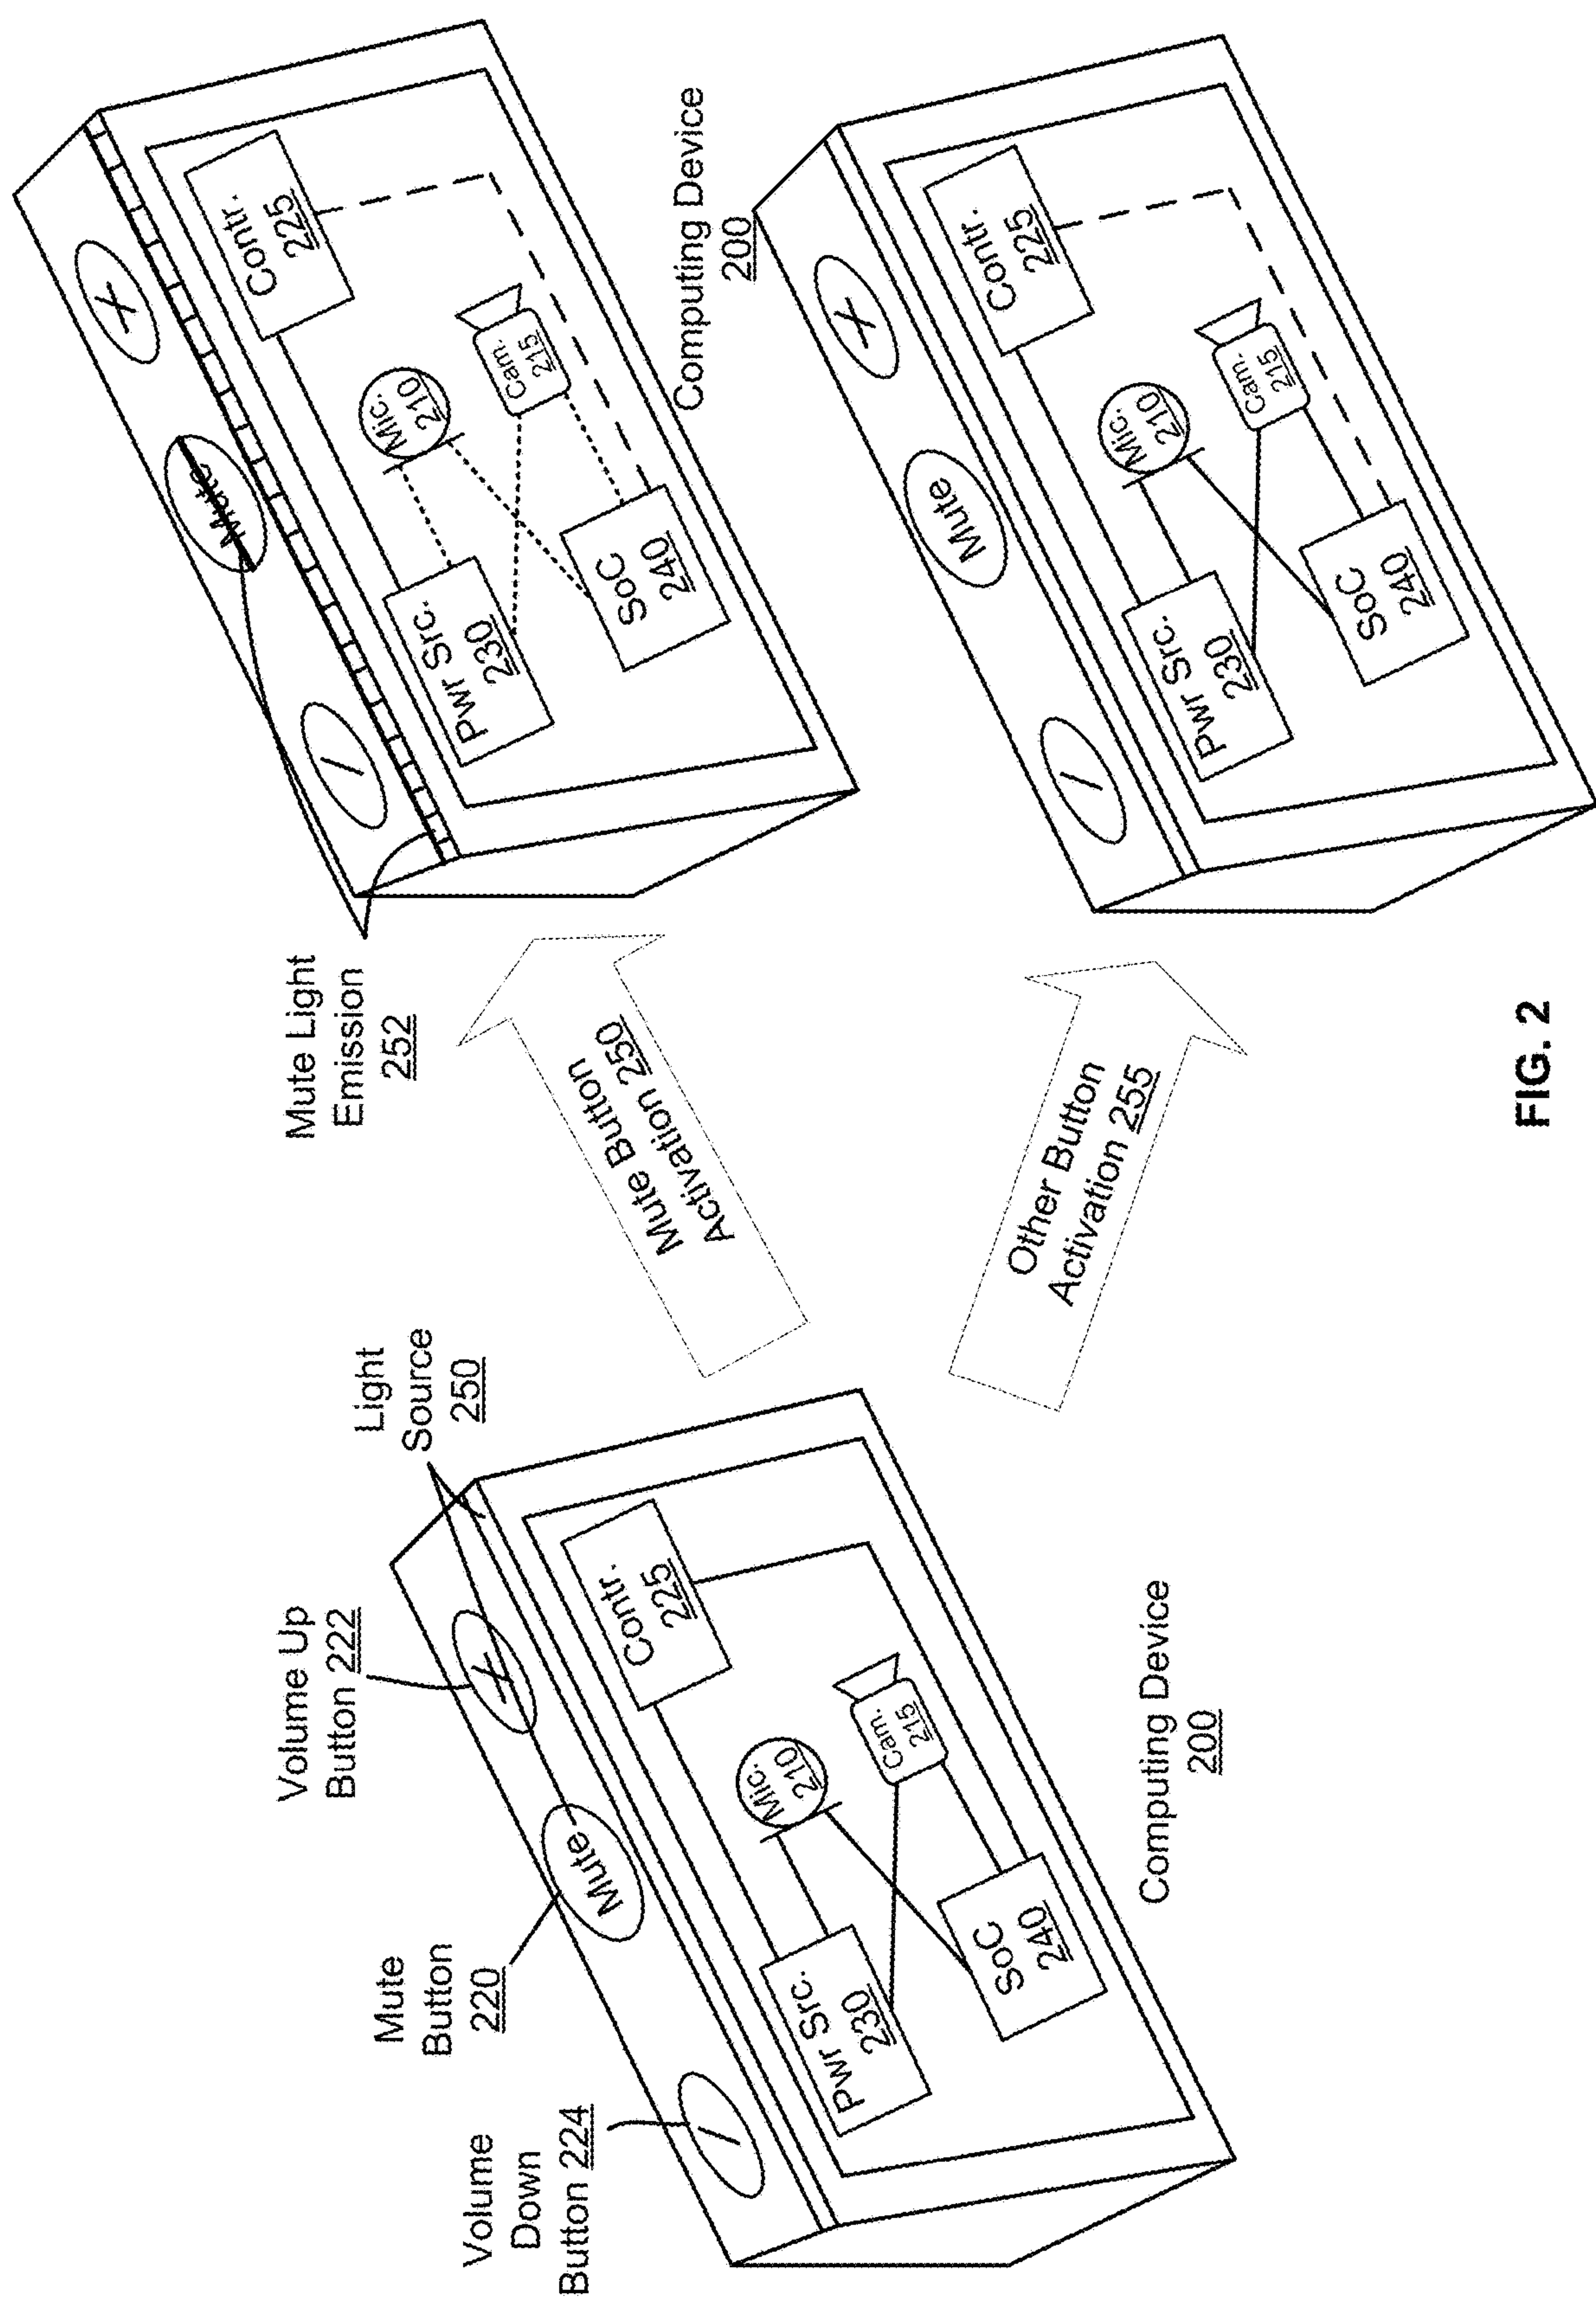 Volume
Down
Button 224
Mute
Button
220
Volume Up
Button 222
Light
Source
250
Mute
Contr.
225
Mic.
210
Cam.
215
Pwr Src.
230
SoC
240
Computing Device
200
Mute Button
Activation 250
Other Button
Activation 255
Mute Light
Emission
252
Mute
Contr.
225
Mic.
210
Cam.
215
Pwr Src.
230
SoC
240
Computing Device
200
Mute
Contr.
225
Mic.
210
Cam.
215
Pwr Src.
230
SoC
240
FIG. 2